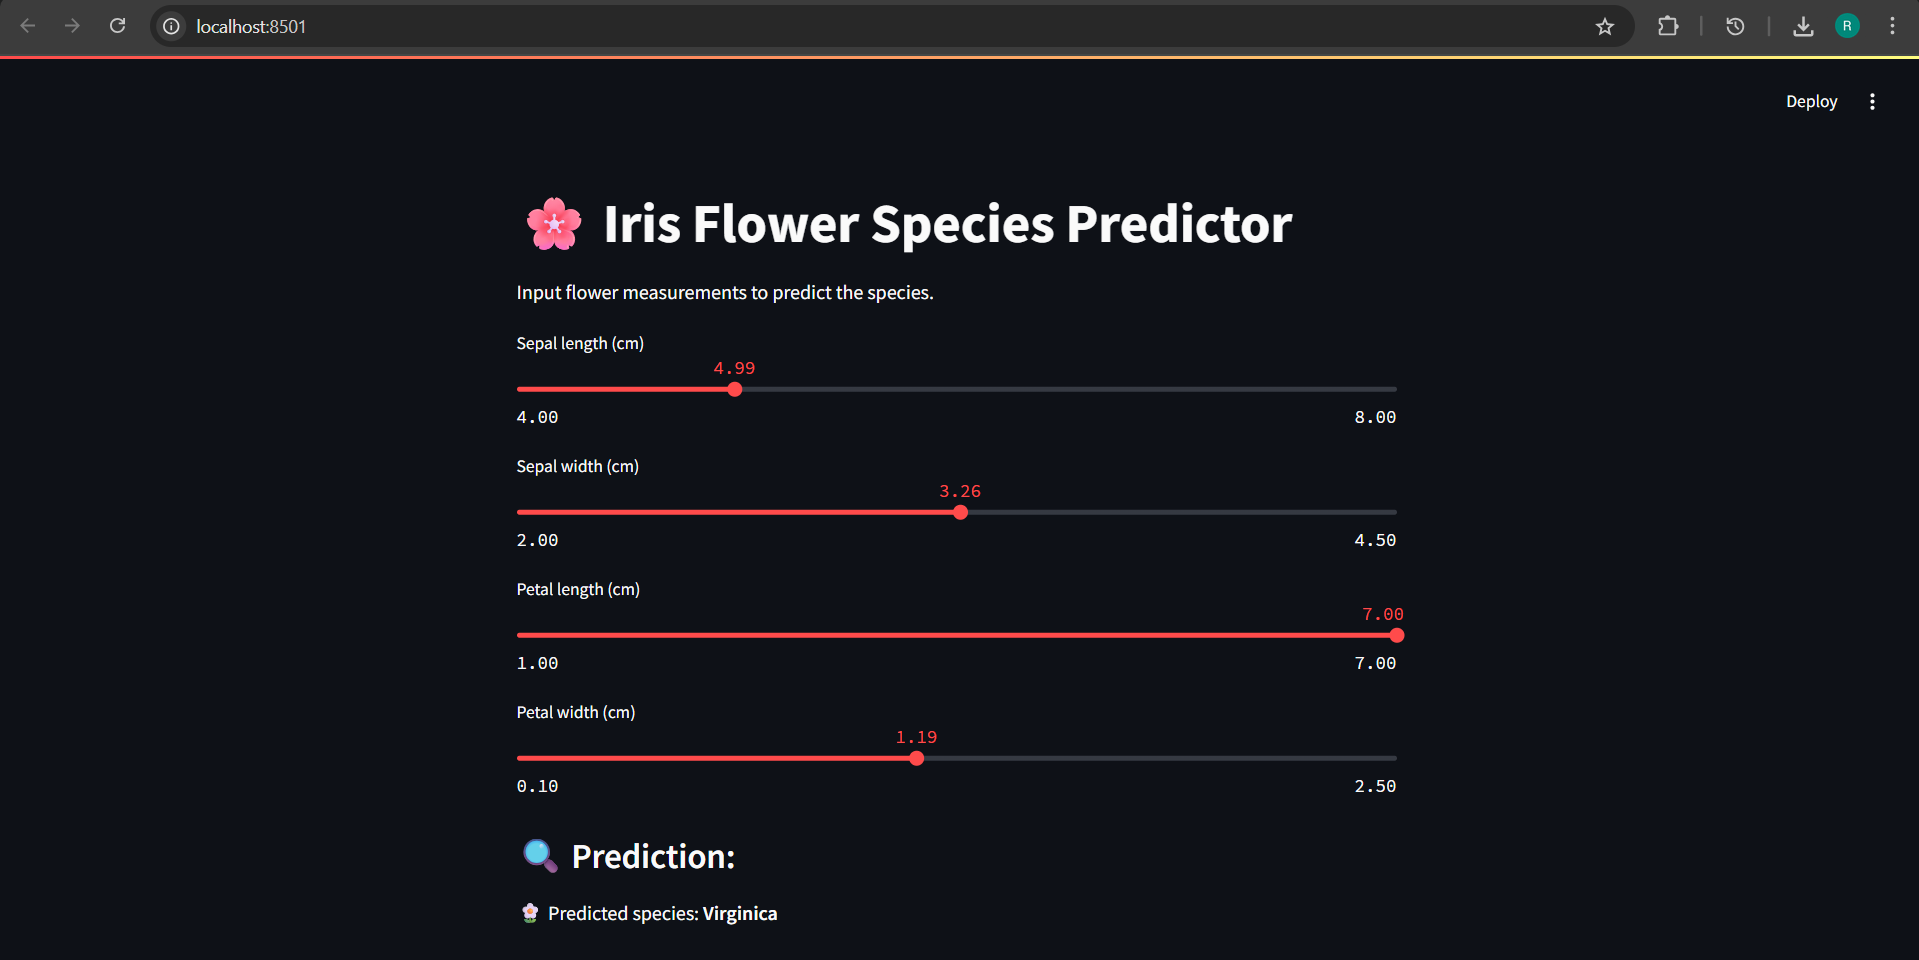 localhost:8501
R
Deploy
Iris Flower Species Predictor
Input flower measurements to predict the species.
Sepal length (cm)
4.99
4.00 8.00
Sepal width (cm)
3.26
2.00 4.50
Petal length (cm)
7.00
1.00 7.00
Petal width (cm)
1.19
0.10 2.50
Prediction:
Predicted species: Virginica